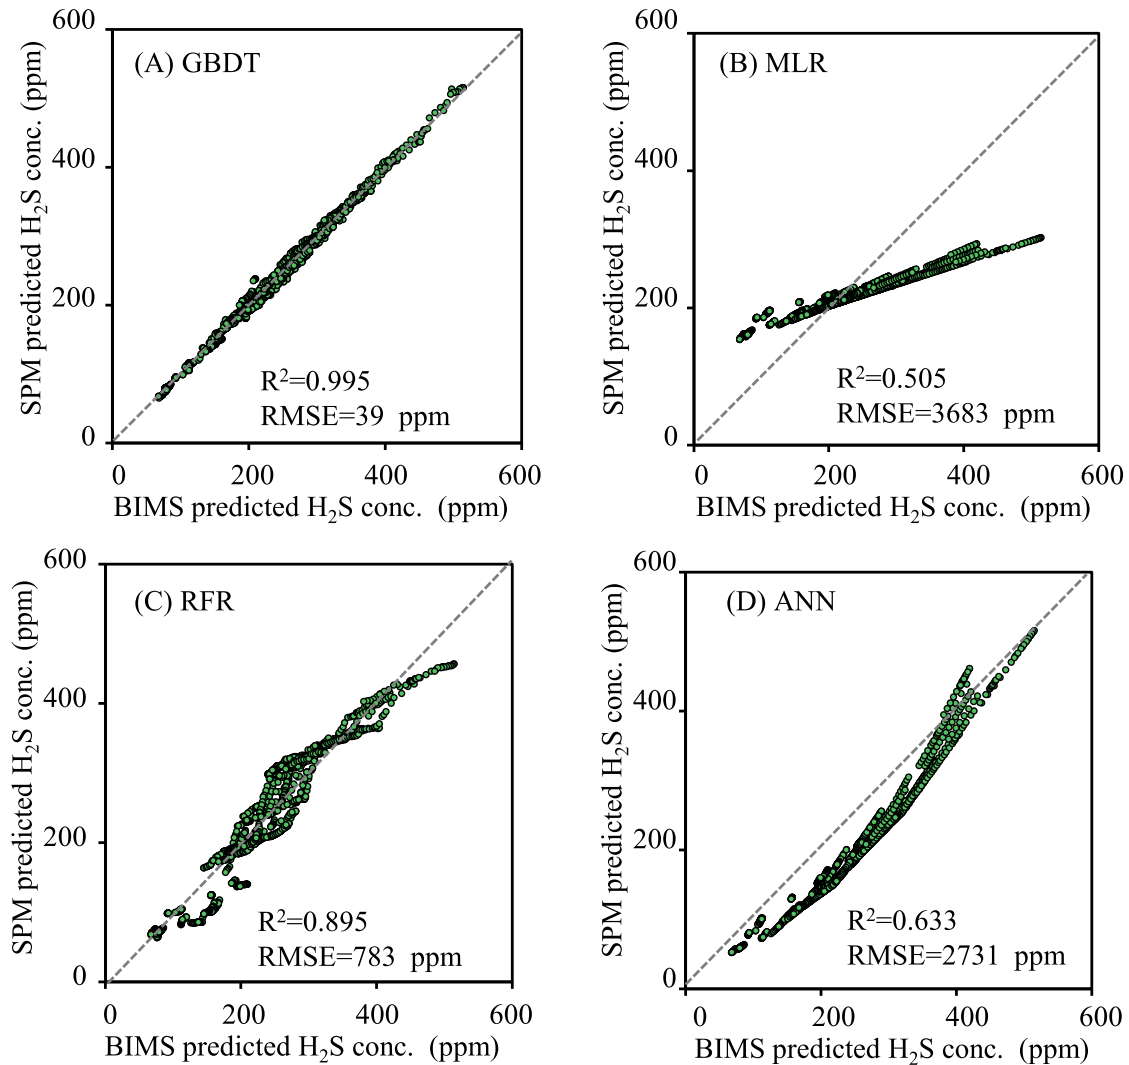 (A) GBDT
600
400
200
0
SPM predicted H₂S conc. (ppm)
R²=0.995
RMSE=39 ppm
0 200 400 600
BIMS predicted H₂S conc. (ppm)
(B) MLR
600
400
200
0
SPM predicted H₂S conc. (ppm)
R²=0.505
RMSE=3683 ppm
0 200 400 600
BIMS predicted H₂S conc. (ppm)
(C) RFR
600
400
200
0
SPM predicted H₂S conc. (ppm)
R²=0.895
RMSE=783 ppm
0 200 400 600
BIMS predicted H₂S conc. (ppm)
(D) ANN
600
400
200
0
SPM predicted H₂S conc. (ppm)
R²=0.633
RMSE=2731 ppm
0 200 400 600
BIMS predicted H₂S conc. (ppm)